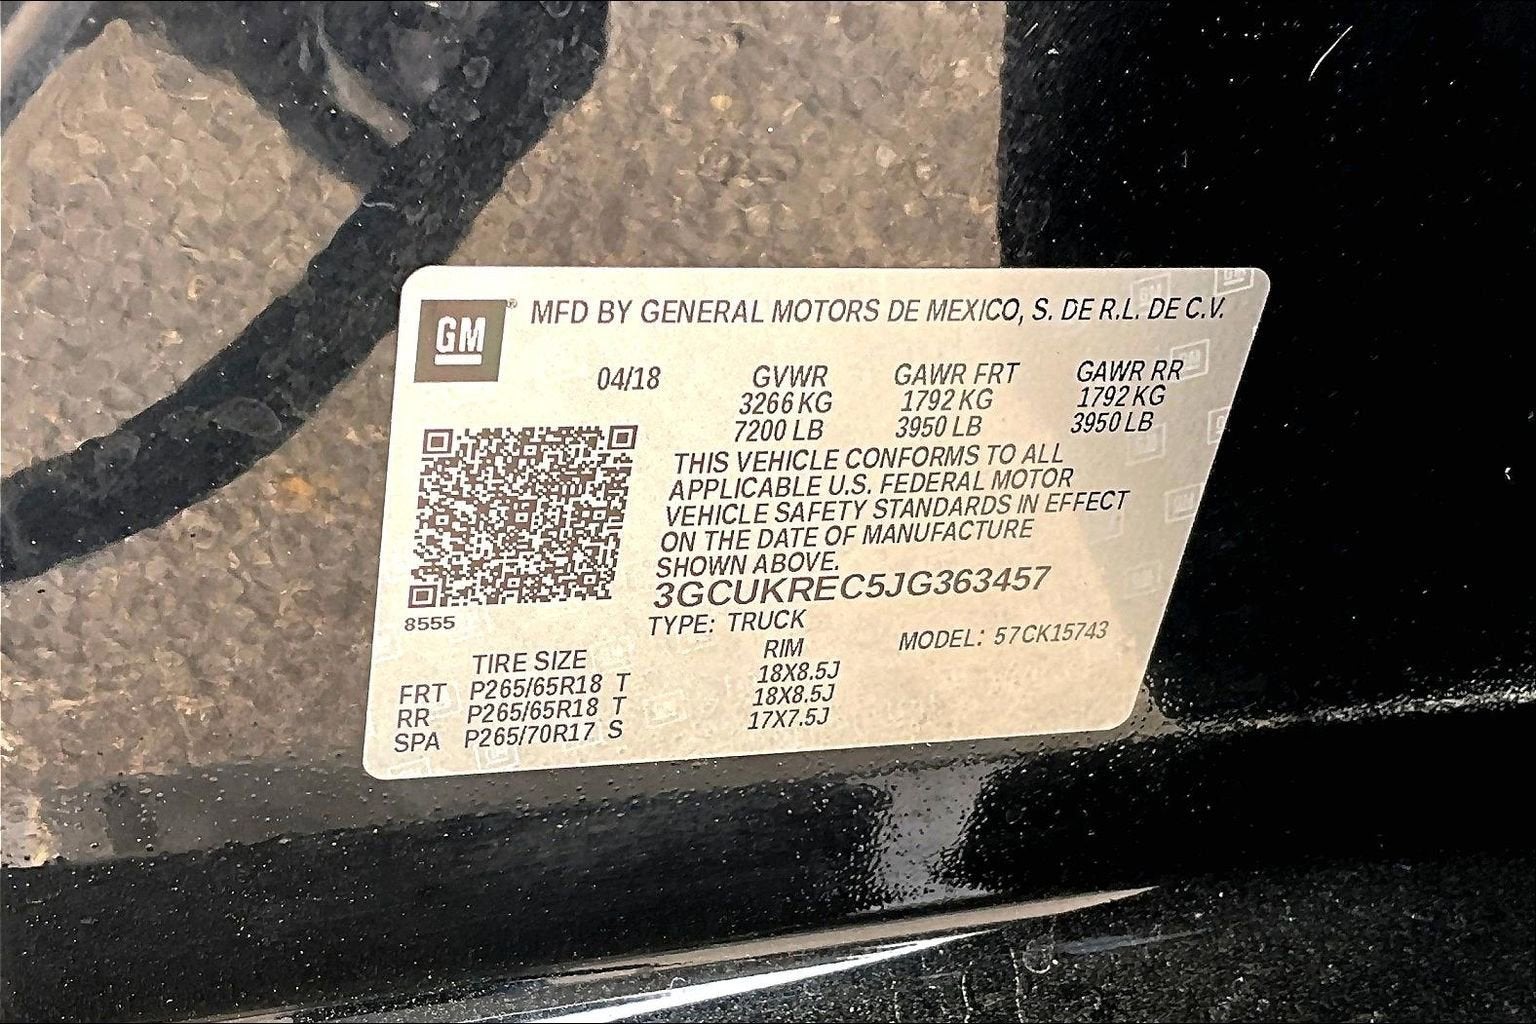 GM® MFD BY GENERAL MOTORS DE MEXICO, S. DE R.L. DE C.V.
04/18 GVWR GAWR FRT GAWR RR
3266 KG 1792 KG 1792 KG
7200 LB 3950 LB 3950 LB
THIS VEHICLE CONFORMS TO ALL
APPLICABLE U.S. FEDERAL MOTOR
VEHICLE SAFETY STANDARDS IN EFFECT
ON THE DATE OF MANUFACTURE
SHOWN ABOVE.
3GCUKREC5JG363457
8555 TYPE: TRUCK MODEL: 57CK15743
TIRE SIZE RIM
FRT P265/65R18 T 18X8.5J
RR P265/65R18 T 18X8.5J
SPA P265/70R17 S 17X7.5J